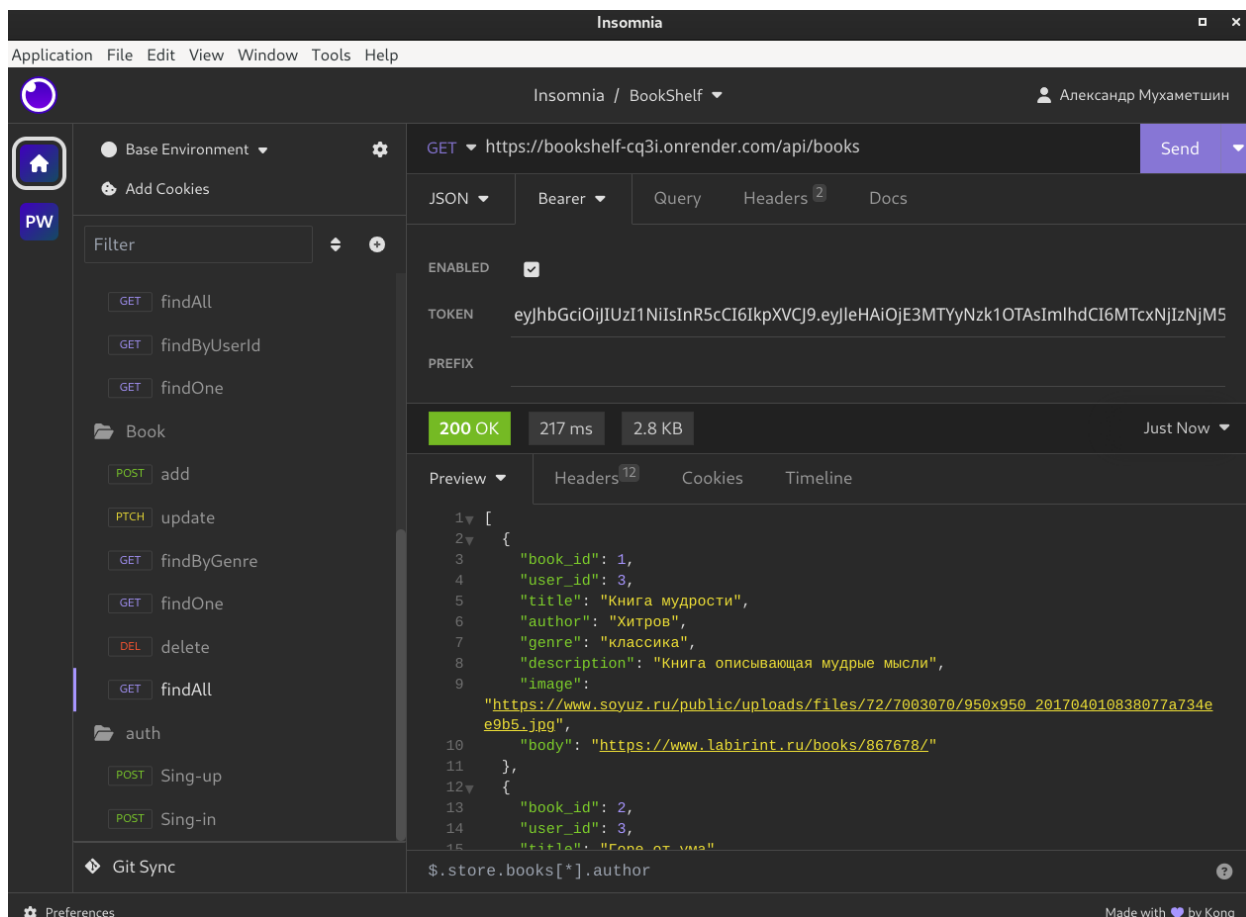 Insomnia
Application File Edit View Window Tools Help
Insomnia / BookShelf
Александр Мухаметшин
Base Environment
Add Cookies
PW
Filter
GET findAll
GET findByUserId
GET findOne
Book
POST add
PTCH update
GET findByGenre
GET findOne
DEL delete
GET findAll
auth
POST Sing-up
POST Sing-in
Git Sync
Preferences
GET https://bookshelf-cq3i.onrender.com/api/books Send
JSON Bearer Query Headers 2 Docs
ENABLED
TOKEN eyJhbGciOiJIUzI1NiIsInR5cCI6IkpXVCJ9.eyJleHAiOjE3MTYyNzk1OTAsImlhdCI6MTcxNjIzNjM5
PREFIX
200 OK 217 ms 2.8 KB Just Now
Preview Headers 12 Cookies Timeline
1 [
2 {
3 "book_id": 1,
4 "user_id": 3,
5 "title": "Книга мудрости",
6 "author": "Хитров",
7 "genre": "классика",
8 "description": "Книга описывающая мудрые мысли",
9 "image":
"https://www.soyuz.ru/public/uploads/files/72/7003070/950x950_201704010838077a734e
e9b5.jpg",
10 "body": "https://www.labirint.ru/books/867678/"
11 },
12 {
13 "book_id": 2,
14 "user_id": 3,
15 "title": "Горе от ума"
$.store.books[*].author
Made with 💜 by Kong